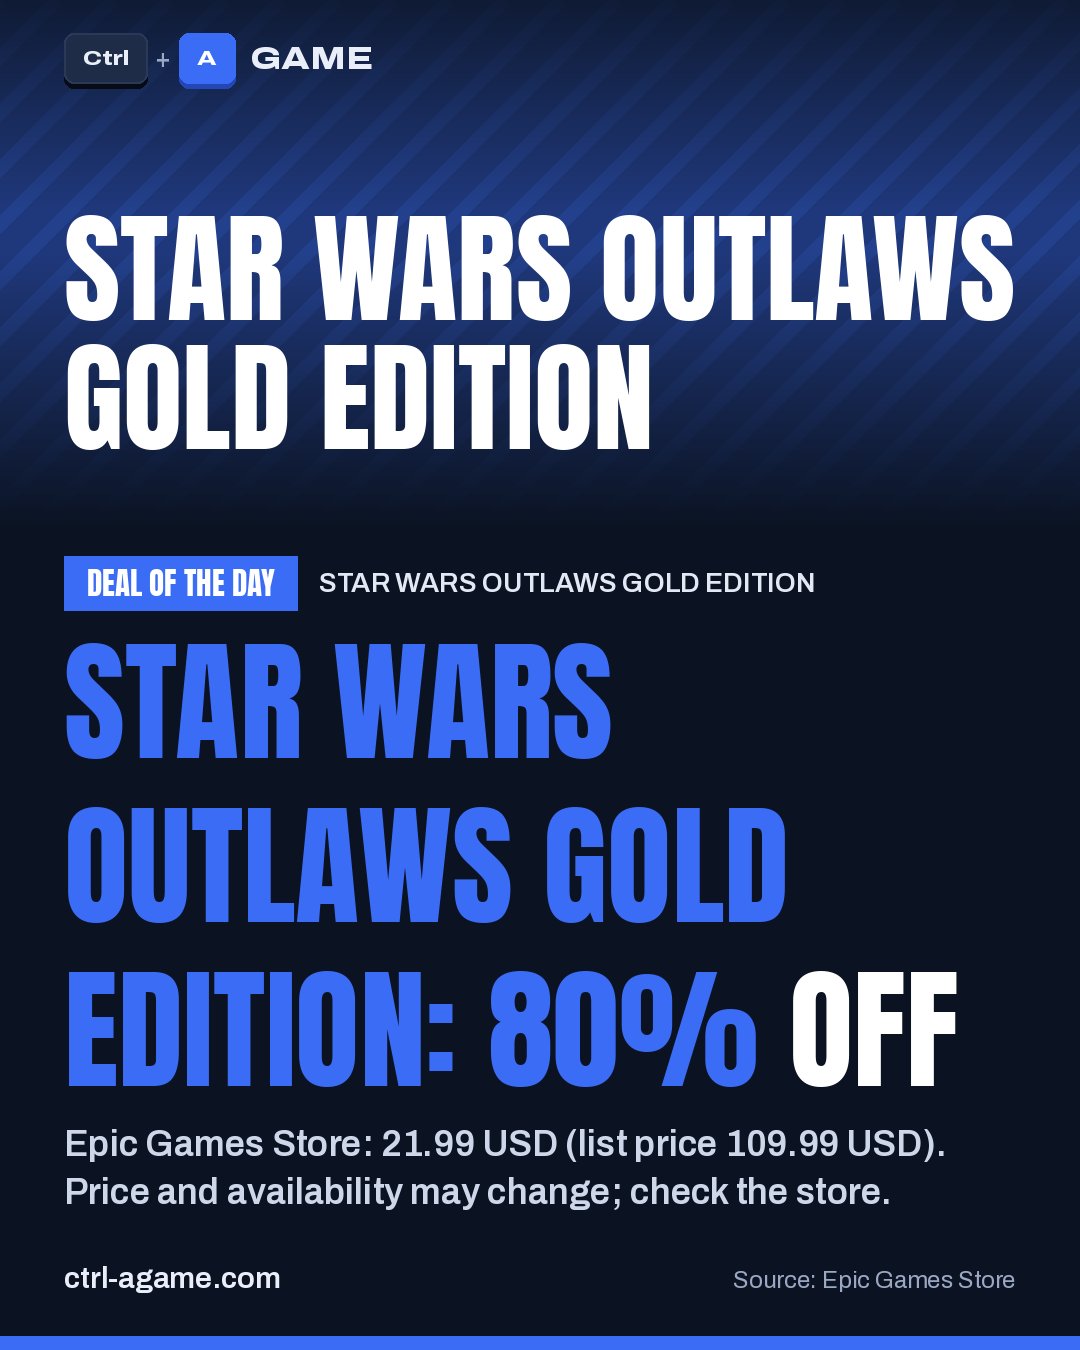 Ctrl + A GAME
STAR WARS OUTLAWS
GOLD EDITION
DEAL OF THE DAY STAR WARS OUTLAWS GOLD EDITION
STAR WARS
OUTLAWS GOLD
EDITION: 80% OFF
Epic Games Store: 21.99 USD (list price 109.99 USD).
Price and availability may change; check the store.
ctrl-agame.com Source: Epic Games Store